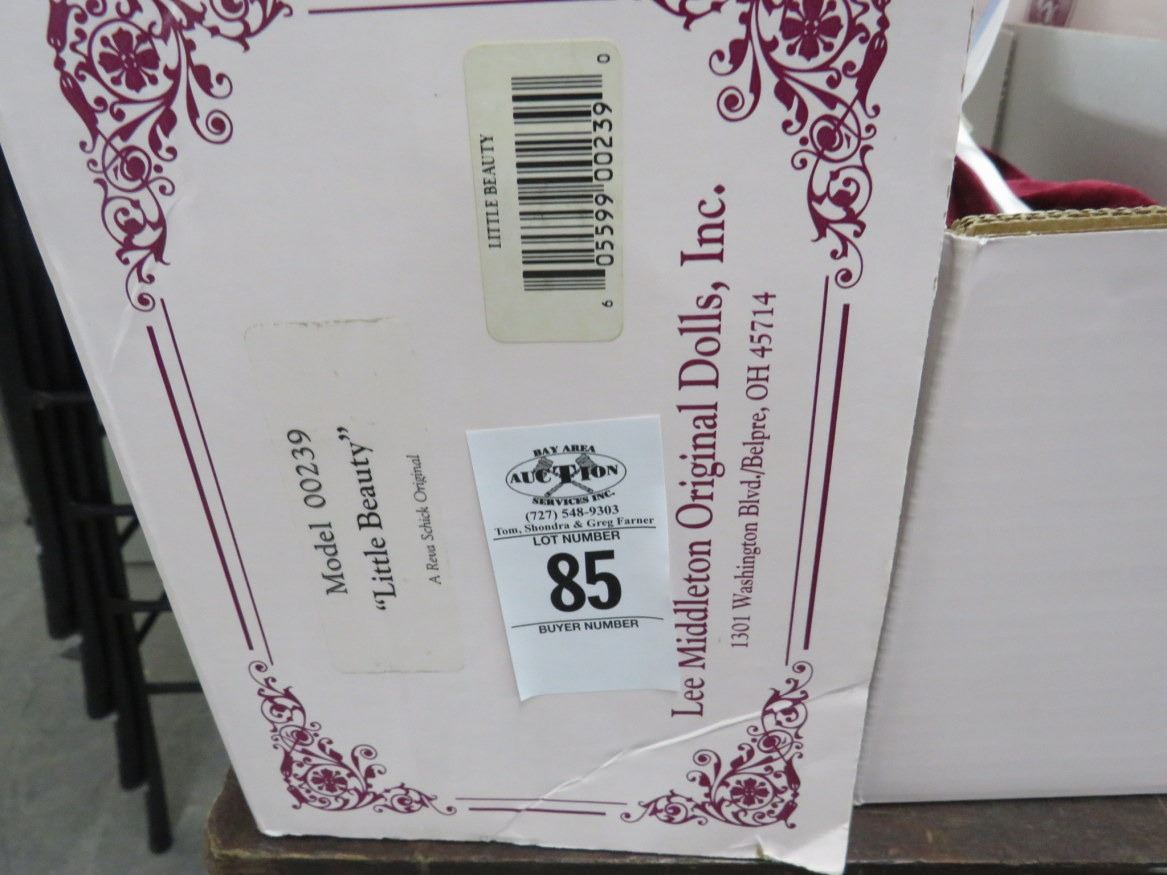 LITTLE BEAUTY
6 05599 00239 0
Model 00239
“Little Beauty”
A Reva Schick Original
BAY AREA
AUCTION
SERVICES INC.
(727) 548-9303
Tom, Shondra & Greg Farner
LOT NUMBER
85
BUYER NUMBER
Lee Middleton Original Dolls, Inc.
1301 Washington Blvd./Belpre, OH 45714